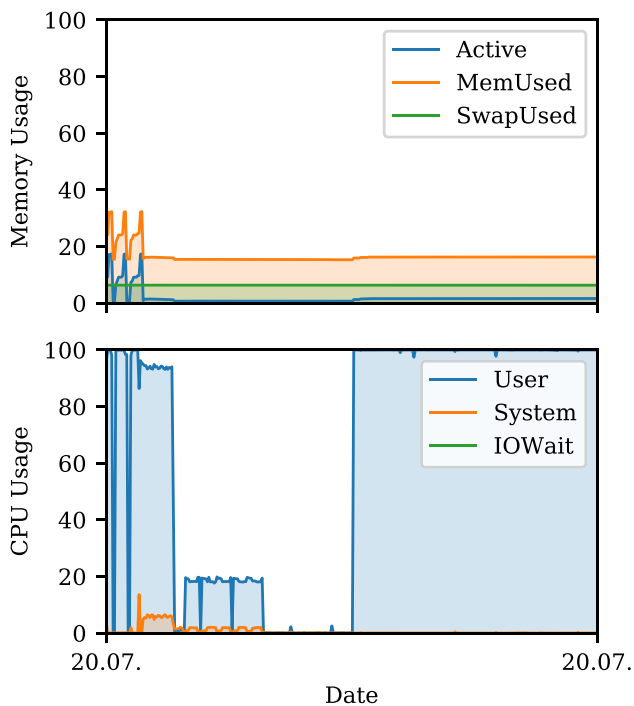 100
80
60
40
20
0
Memory Usage
Active
MemUsed
SwapUsed
100
80
60
40
20
0
CPU Usage
User
System
IOWait
20.07.
20.07.
Date